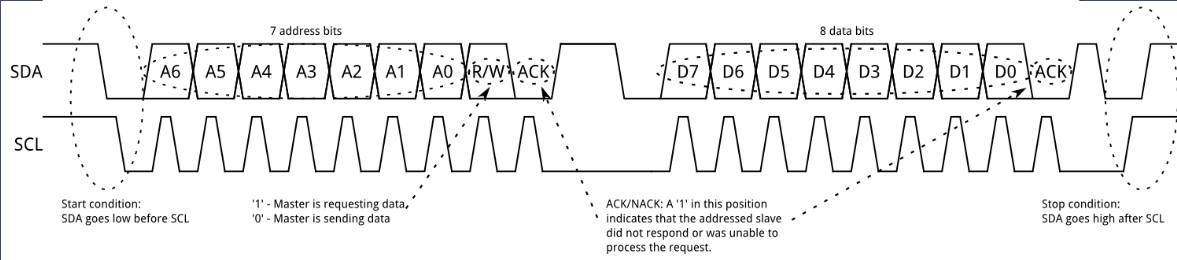 7 address bits
8 data bits
SDA
A6 A5 A4 A3 A2 A1 A0 R/W ACK
D7 D6 D5 D4 D3 D2 D1 D0 ACK
SCL
Start condition:
SDA goes low before SCL
'1' - Master is requesting data
'0' - Master is sending data
ACK/NACK: A '1' in this position
indicates that the addressed slave
did not respond or was unable to
process the request.
Stop condition:
SDA goes high after SCL